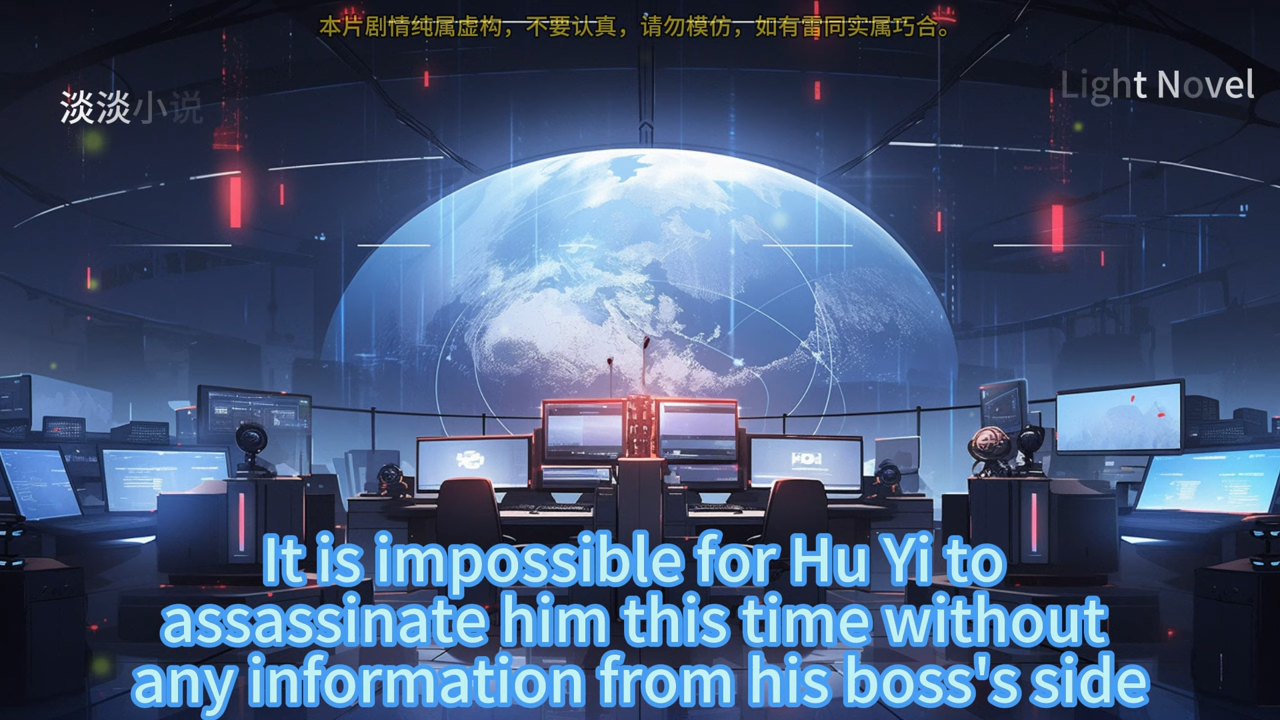 本片剧情纯属虚构，不要认真，请勿模仿，如有雷同实属巧合。
淡淡小说
Light Novel
It is impossible for Hu Yi to
assassinate him this time without
any information from his boss's side